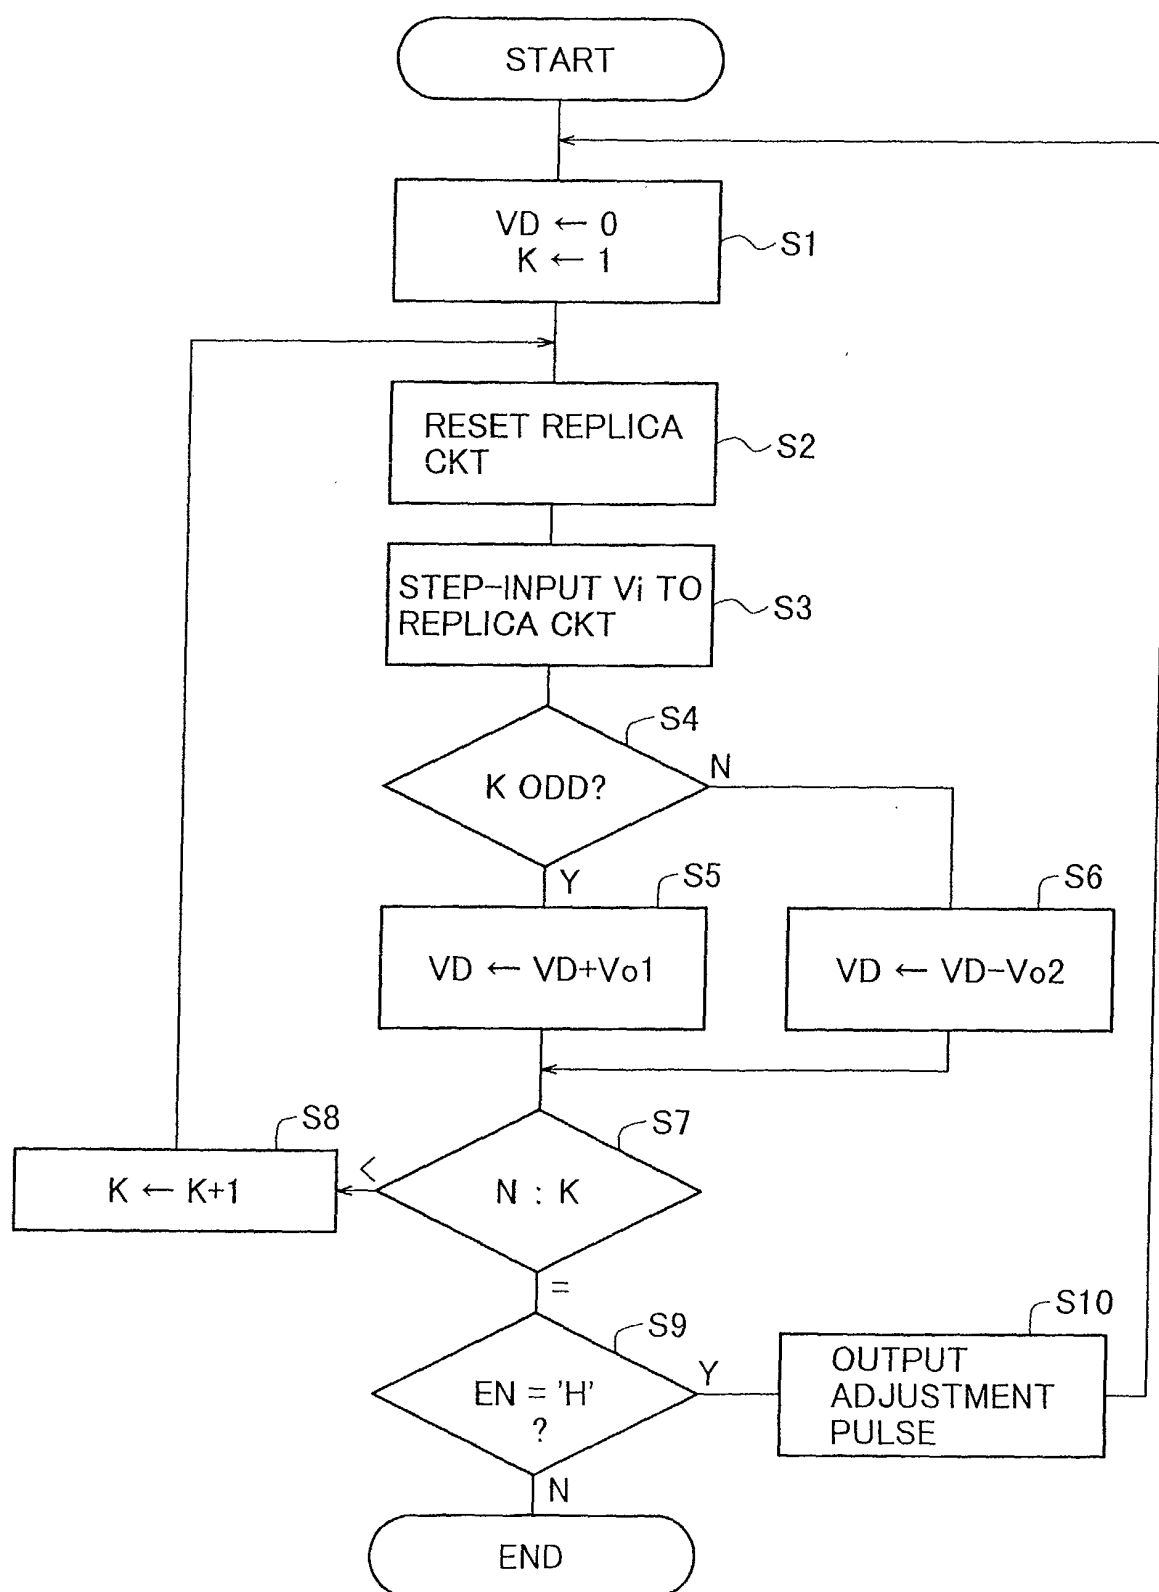 START
VD ← 0
K ← 1
S1
RESET REPLICA
CKT
S2
STEP-INPUT Vi TO
REPLICA CKT
S3
S4
K ODD?
N
Y
S5
VD ← VD+Vo1
S6
VD ← VD-Vo2
S8
K ← K+1
<
S7
N : K
=
S9
EN = 'H'
?
Y
S10
OUTPUT
ADJUSTMENT
PULSE
N
END